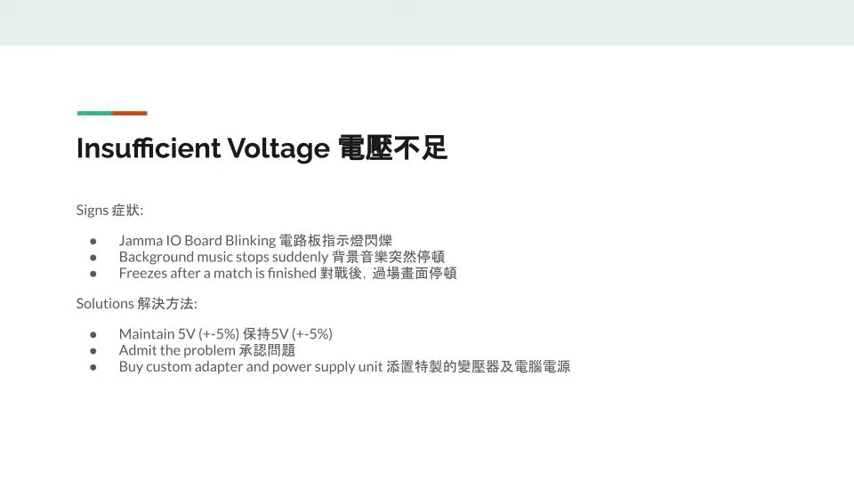 Insufficient Voltage 電壓不足
Signs 症狀:
● Jamma IO Board Blinking 電路板指示燈閃爍
● Background music stops suddenly 背景音樂突然停頓
● Freezes after a match is finished 對戰後，過場畫面停頓
Solutions 解決方法:
● Maintain 5V (+-5%) 保持5V (+-5%)
● Admit the problem 承認問題
● Buy custom adapter and power supply unit 添置特製的變壓器及電腦電源